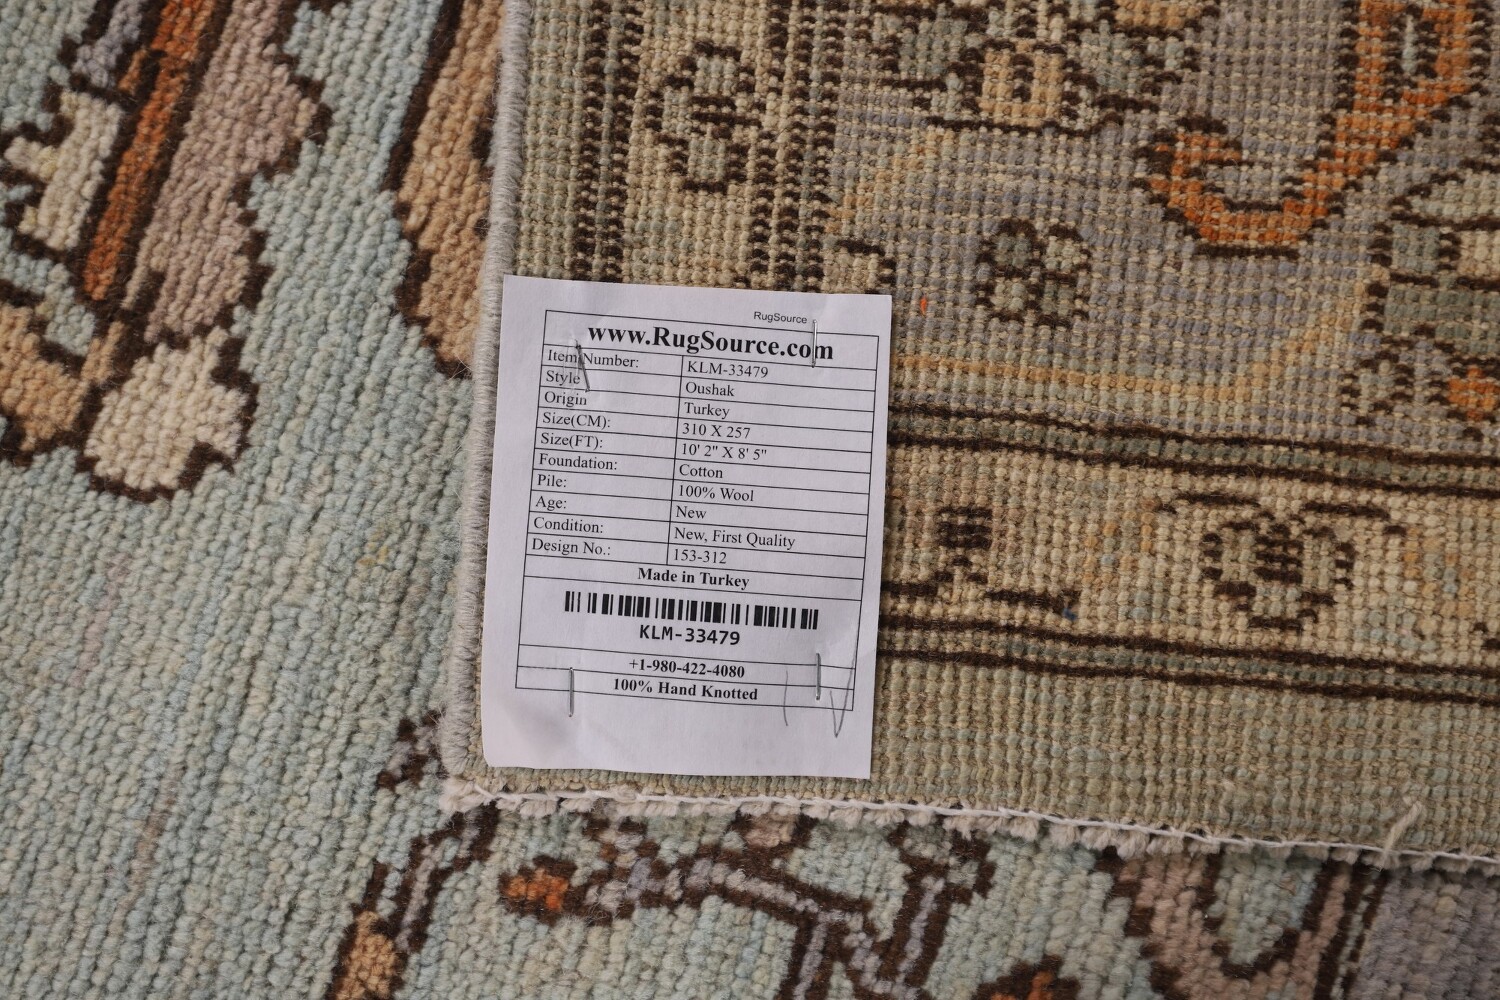 RugSource
www.RugSource.com
Item Number: KLM-33479
Style Oushak
Origin Turkey
Size(CM): 310 X 257
Size(FT): 10' 2" X 8' 5"
Foundation: Cotton
Pile: 100% Wool
Age: New
Condition: New, First Quality
Design No.: 153-312
Made in Turkey
KLM-33479
+1-980-422-4080
100% Hand Knotted